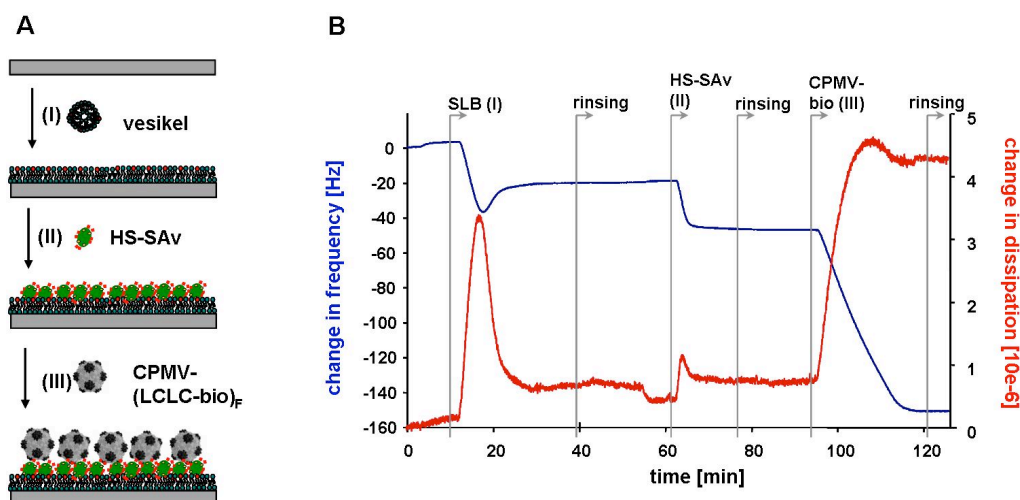 A
(I)
vesikel
(II)
HS-SAv
(III)
CPMV-
(LCLC-bio)F
B
SLB (I)
rinsing
HS-SAv
(II)
rinsing
CPMV-
bio (III)
rinsing
change in frequency [Hz]
0
-20
-40
-60
-80
-100
-120
-140
-160
0
20
40
60
80
100
120
time [min]
5
4
3
2
1
0
change in dissipation
[10e-6]